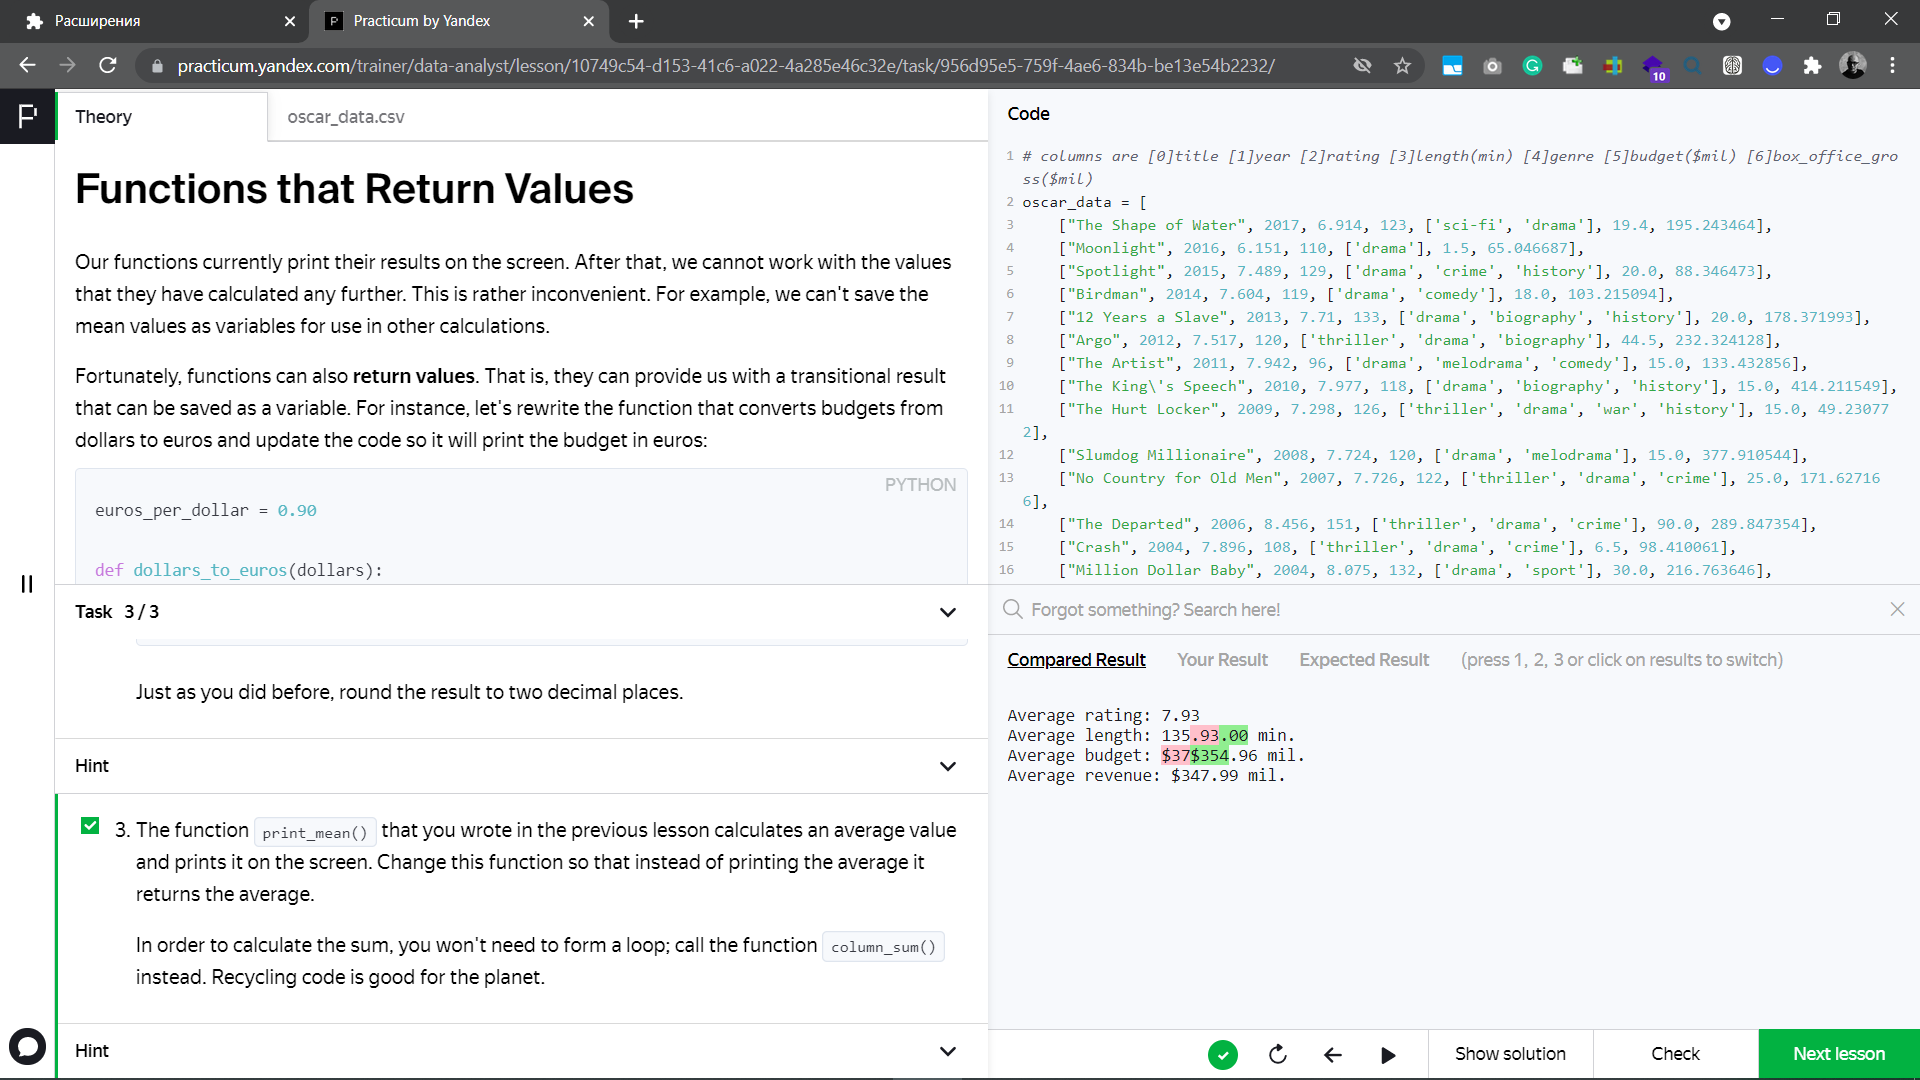 Расширения
Practicum by Yandex
practicum.yandex.com/trainer/data-analyst/lesson/10749c54-d153-41c6-a022-4a285e46c32e/task/956d95e5-759f-4ae6-834b-be13e54b2232/
10
Theory
oscar_data.csv
Functions that Return Values
Our functions currently print their results on the screen. After that, we cannot work with the values
that they have calculated any further. This is rather inconvenient. For example, we can't save the
mean values as variables for use in other calculations.
Fortunately, functions can also return values. That is, they can provide us with a transitional result
that can be saved as a variable. For instance, let's rewrite the function that converts budgets from
dollars to euros and update the code so it will print the budget in euros:
PYTHON
euros_per_dollar = 0.90
def dollars_to_euros(dollars):
Task 3 / 3
Just as you did before, round the result to two decimal places.
Hint
3. The function print_mean() that you wrote in the previous lesson calculates an average value
and prints it on the screen. Change this function so that instead of printing the average it
returns the average.
In order to calculate the sum, you won't need to form a loop; call the function column_sum()
instead. Recycling code is good for the planet.
Hint
Code
1 # columns are [0]title [1]year [2]rating [3]length(min) [4]genre [5]budget($mil) [6]box_office_gro
ss($mil)
2 oscar_data = [
3 ["The Shape of Water", 2017, 6.914, 123, ['sci-fi', 'drama'], 19.4, 195.243464],
4 ["Moonlight", 2016, 6.151, 110, ['drama'], 1.5, 65.046687],
5 ["Spotlight", 2015, 7.489, 129, ['drama', 'crime', 'history'], 20.0, 88.346473],
6 ["Birdman", 2014, 7.604, 119, ['drama', 'comedy'], 18.0, 103.215094],
7 ["12 Years a Slave", 2013, 7.71, 133, ['drama', 'biography', 'history'], 20.0, 178.371993],
8 ["Argo", 2012, 7.517, 120, ['thriller', 'drama', 'biography'], 44.5, 232.324128],
9 ["The Artist", 2011, 7.942, 96, ['drama', 'melodrama', 'comedy'], 15.0, 133.432856],
10 ["The King\'s Speech", 2010, 7.977, 118, ['drama', 'biography', 'history'], 15.0, 414.211549],
11 ["The Hurt Locker", 2009, 7.298, 126, ['thriller', 'drama', 'war', 'history'], 15.0, 49.23077
2],
12 ["Slumdog Millionaire", 2008, 7.724, 120, ['drama', 'melodrama'], 15.0, 377.910544],
13 ["No Country for Old Men", 2007, 7.726, 122, ['thriller', 'drama', 'crime'], 25.0, 171.62716
6],
14 ["The Departed", 2006, 8.456, 151, ['thriller', 'drama', 'crime'], 90.0, 289.847354],
15 ["Crash", 2004, 7.896, 108, ['thriller', 'drama', 'crime'], 6.5, 98.410061],
16 ["Million Dollar Baby", 2004, 8.075, 132, ['drama', 'sport'], 30.0, 216.763646],
Forgot something? Search here!
Compared Result Your Result Expected Result (press 1, 2, 3 or click on results to switch)
Average rating: 7.93
Average length: 135.93.00 min.
Average budget: $37$354.96 mil.
Average revenue: $347.99 mil.
Show solution
Check
Next lesson